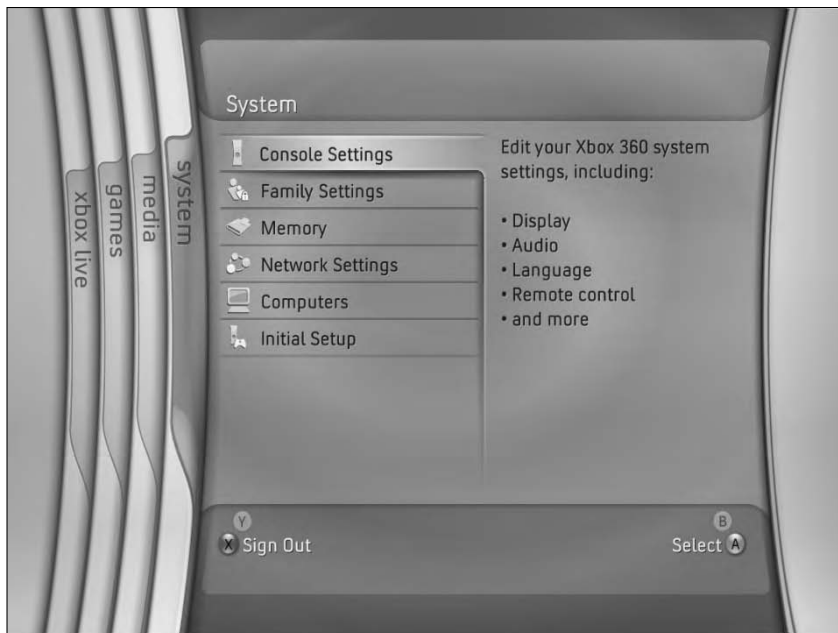 xbox live
games
media
system
System
Console Settings
Family Settings
Memory
Network Settings
Computers
Initial Setup
Edit your Xbox 360 system
settings, including:
• Display
• Audio
• Language
• Remote control
• and more
Y
X Sign Out
B
Select A